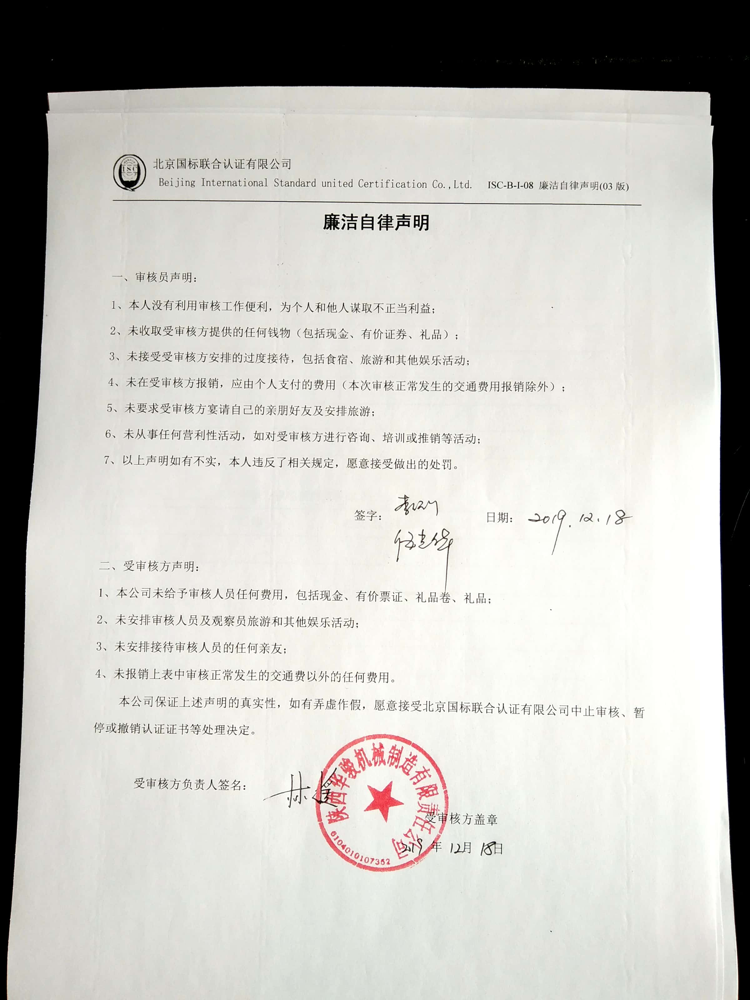 ISC
北京国标联合认证有限公司
Beijing International Standard united Certification Co.,Ltd. ISC-B-I-08 廉洁自律声明(03 版)
廉洁自律声明
一、审核员声明：
1、本人没有利用审核工作便利，为个人和他人谋取不正当利益；
2、未收取受审核方提供的任何钱物（包括现金、有价证券、礼品）；
3、未接受受审核方安排的过度接待，包括食宿、旅游和其他娱乐活动；
4、未在受审核方报销，应由个人支付的费用（本次审核正常发生的交通费用报销除外）；
5、未要求受审核方宴请自己的亲朋好友及安排旅游；
6、未从事任何营利性活动，如对受审核方进行咨询、培训或推销等活动；
7、以上声明如有不实，本人违反了相关规定，愿意接受做出的处罚。
签字： 日期： 2019.12.18
二、受审核方声明：
1、本公司未给予审核人员任何费用，包括现金、有价票证、礼品卷、礼品；
2、未安排审核人员及观察员旅游和其他娱乐活动；
3、未安排接待审核人员的任何亲友；
4、未报销上表中审核正常发生的交通费以外的任何费用。
本公司保证上述声明的真实性，如有弄虚作假，愿意接受北京国标联合认证有限公司中止审核、暂
停或撤销认证证书等处理决定。
受审核方负责人签名：
陕西华骏机械制造有限责任公司
6104010107352
受审核方盖章
2019 年 12月 18日